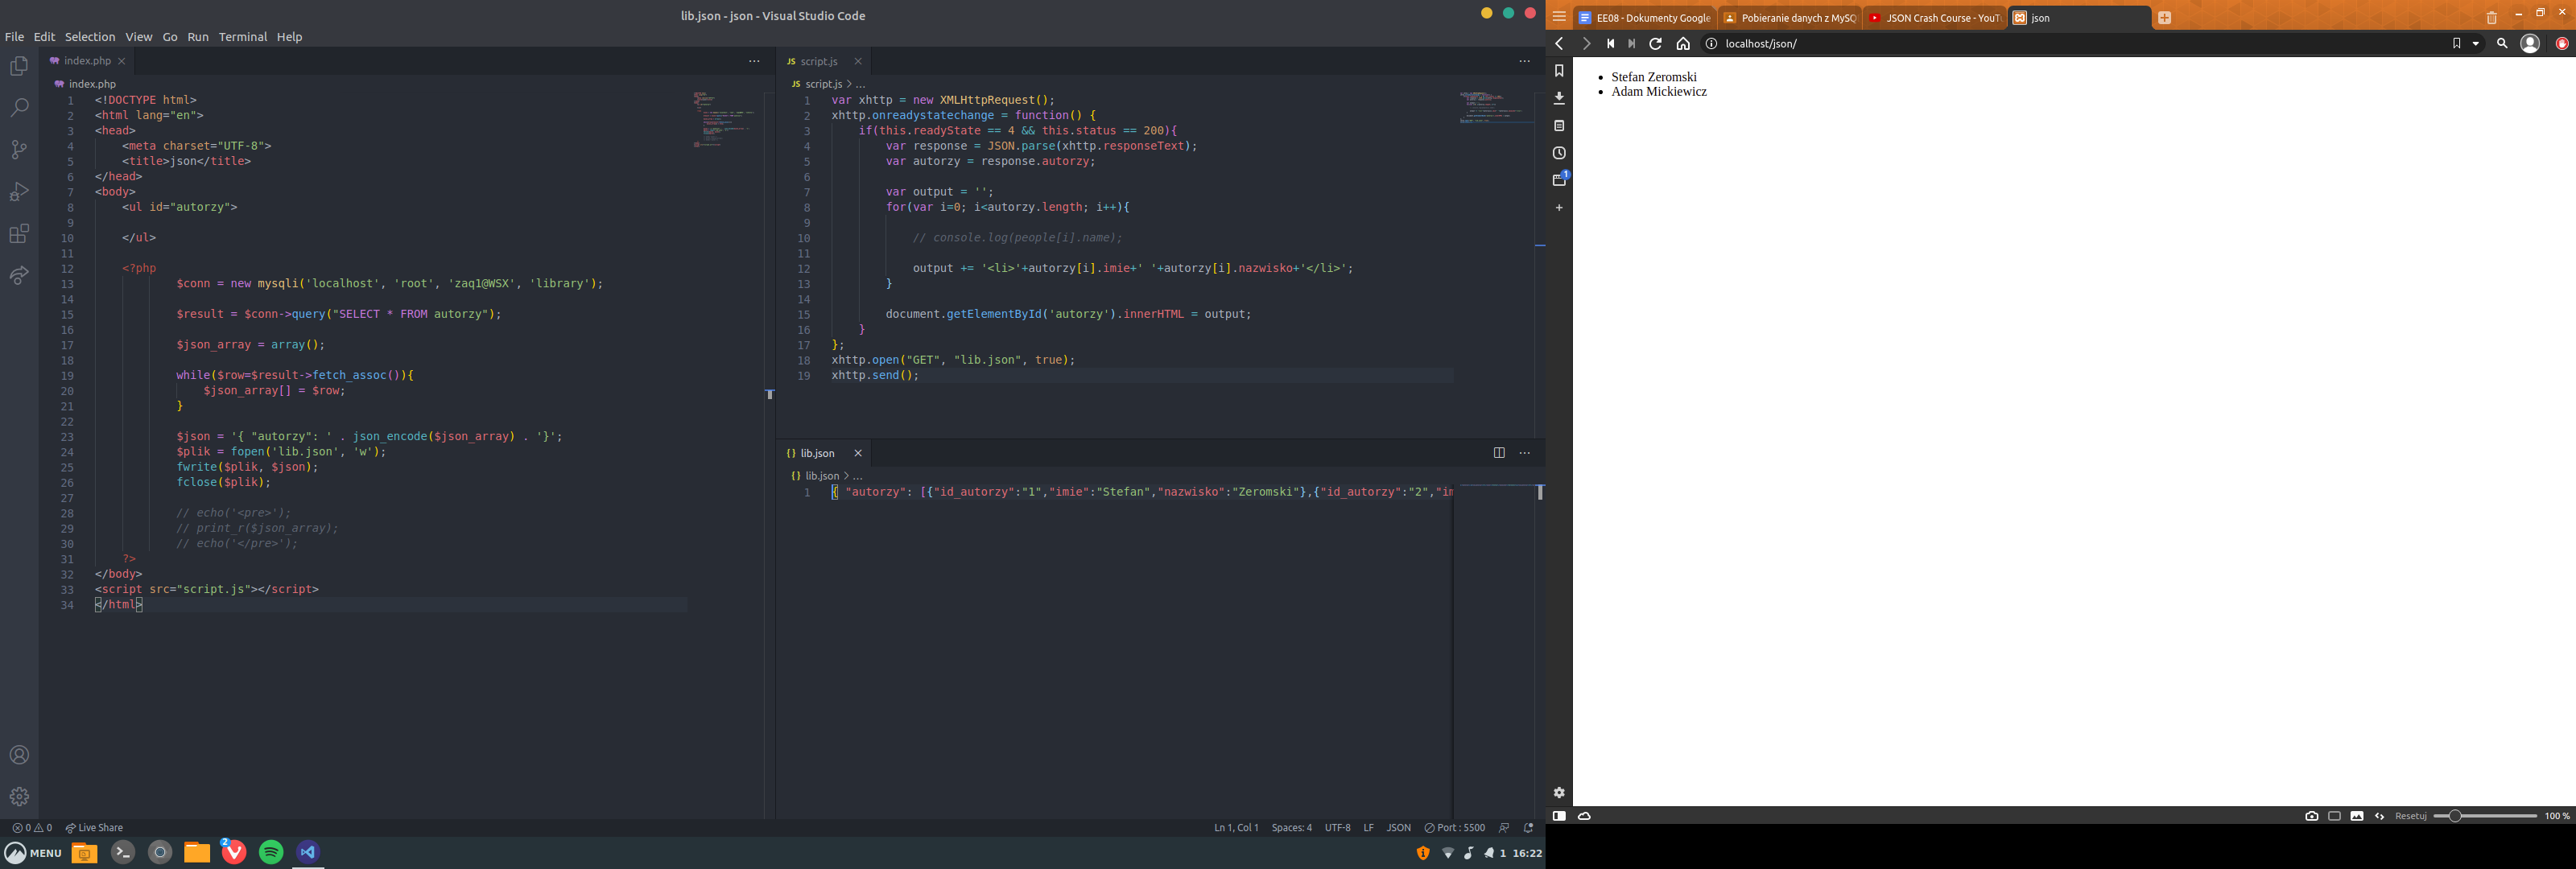 lib.json - json - Visual Studio Code
File Edit Selection View Go Run Terminal Help
index.php
index.php
1 <!DOCTYPE html>
2 <html lang="en">
3 <head>
4 <meta charset="UTF-8">
5 <title>json</title>
6 </head>
7 <body>
8 <ul id="autorzy">
9
10 </ul>
11
12 <?php
13 $conn = new mysqli('localhost', 'root', 'zaq1@WSX', 'library');
14
15 $result = $conn->query("SELECT * FROM autorzy");
16
17 $json_array = array();
18
19 while($row=$result->fetch_assoc()){
20 $json_array[] = $row;
21 }
22
23 $json = '{ "autorzy": ' . json_encode($json_array) . '}';
24 $plik = fopen('lib.json', 'w');
25 fwrite($plik, $json);
26 fclose($plik);
27
28 // echo('<pre>');
29 // print_r($json_array);
30 // echo('</pre>');
31 ?>
32 </body>
33 <script src="script.js"></script>
34 </html>
JS script.js
JS script.js > ...
1 var xhttp = new XMLHttpRequest();
2 xhttp.onreadystatechange = function() {
3 if(this.readyState == 4 && this.status == 200){
4 var response = JSON.parse(xhttp.responseText);
5 var autorzy = response.autorzy;
6
7 var output = '';
8 for(var i=0; i<autorzy.length; i++){
9
10 // console.log(people[i].name);
11
12 output += '<li>'+autorzy[i].imie+' '+autorzy[i].nazwisko+'</li>';
13 }
14
15 document.getElementById('autorzy').innerHTML = output;
16 }
17 };
18 xhttp.open("GET", "lib.json", true);
19 xhttp.send();
{} lib.json
{} lib.json > ...
1 { "autorzy": [{"id_autorzy":"1","imie":"Stefan","nazwisko":"Zeromski"},{"id_autorzy":"2","im
0 0 Live Share
Ln 1, Col 1 Spaces: 4 UTF-8 LF JSON Port : 5500
MENU 2 1 16:22
EE08 - Dokumenty Google
Pobieranie danych z MySQ
JSON Crash Course - YouT
json
localhost/json/
1
Stefan Zeromski
Adam Mickiewicz
Resetuj 100 %